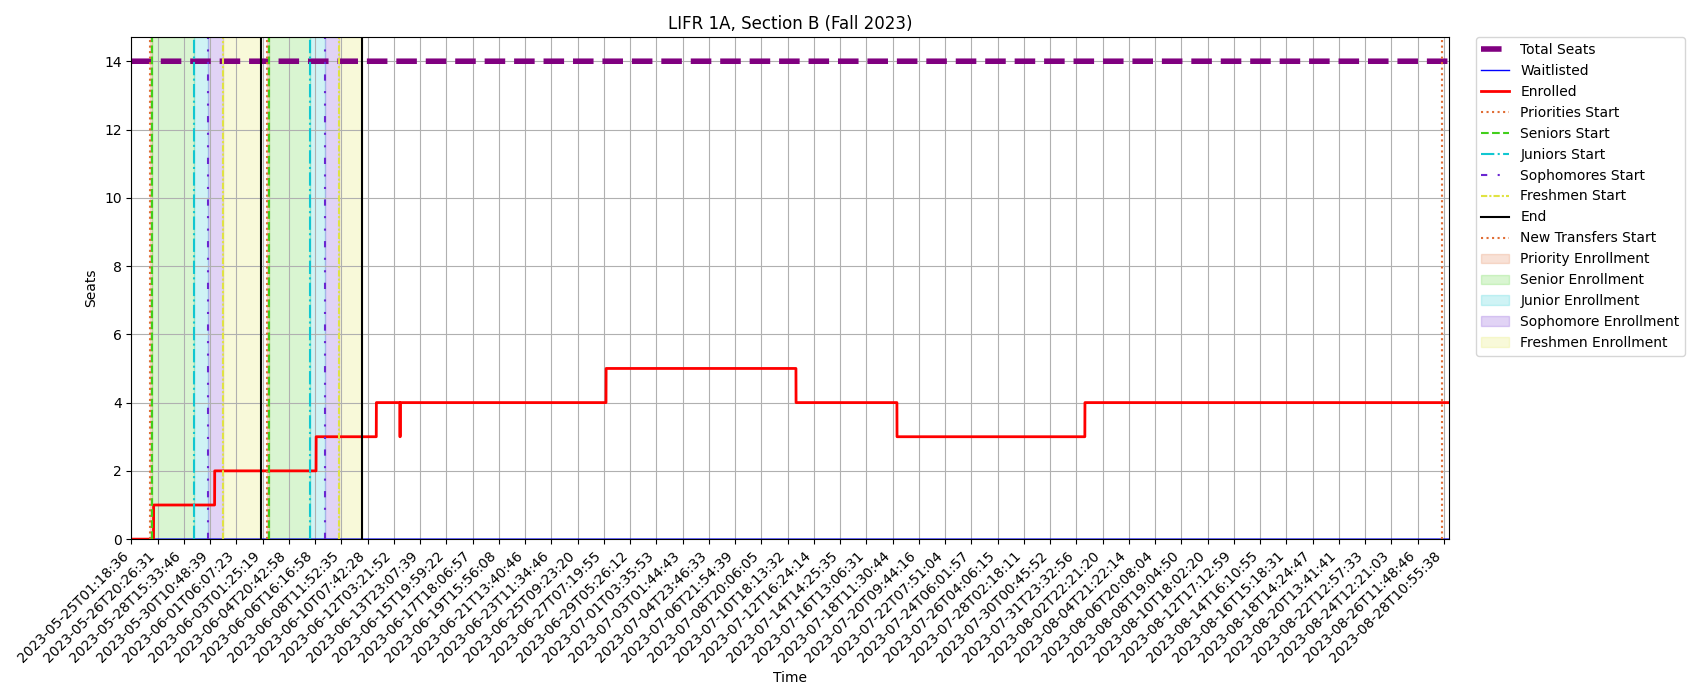 LIFR 1A, Section B (Fall 2023)
Seats
14
12
10
8
6
4
2
0
2023-05-25T01:18:36
2023-05-26T20:26:31
2023-05-28T15:33:46
2023-05-30T10:48:39
2023-06-01T06:07:23
2023-06-03T01:25:19
2023-06-04T20:42:58
2023-06-06T16:16:58
2023-06-08T11:52:35
2023-06-10T07:42:28
2023-06-12T03:21:52
2023-06-13T23:07:39
2023-06-15T19:59:22
2023-06-17T18:06:57
2023-06-19T15:56:08
2023-06-21T13:40:46
2023-06-23T11:34:46
2023-06-25T09:23:20
2023-06-27T07:19:55
2023-06-29T05:26:12
2023-07-01T03:35:53
2023-07-03T01:44:43
2023-07-04T23:46:33
2023-07-06T21:54:39
2023-07-08T20:06:05
2023-07-10T18:13:32
2023-07-12T16:24:14
2023-07-14T14:25:35
2023-07-16T13:06:31
2023-07-18T11:30:44
2023-07-20T09:44:16
2023-07-22T07:51:04
2023-07-24T06:01:57
2023-07-26T04:06:15
2023-07-28T02:18:11
2023-07-30T00:45:52
2023-07-31T23:32:56
2023-08-02T22:21:20
2023-08-04T21:22:14
2023-08-06T20:08:04
2023-08-08T19:04:50
2023-08-10T18:02:20
2023-08-12T17:12:59
2023-08-14T16:10:55
2023-08-16T15:18:31
2023-08-18T14:24:47
2023-08-20T13:41:41
2023-08-22T12:57:33
2023-08-24T12:21:03
2023-08-26T11:48:46
2023-08-28T10:55:38
Time
Total Seats
Waitlisted
Enrolled
Priorities Start
Seniors Start
Juniors Start
Sophomores Start
Freshmen Start
End
New Transfers Start
Priority Enrollment
Senior Enrollment
Junior Enrollment
Sophomore Enrollment
Freshmen Enrollment